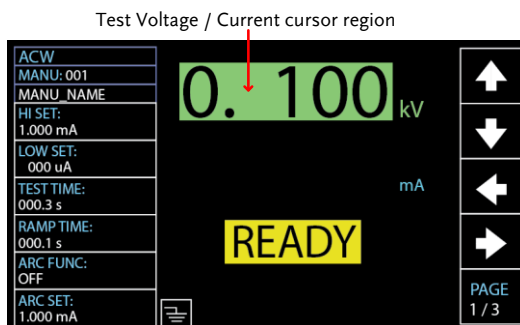 Test Voltage / Current cursor region
ACW
MANU: 001
MANU_NAME
HI SET:
1.000 mA
LOW SET:
000 uA
TEST TIME:
000.3 s
RAMP TIME:
000.1 s
ARC FUNC:
OFF
ARC SET:
1.000 mA
0. 100 kV
mA
READY
PAGE
1 / 3